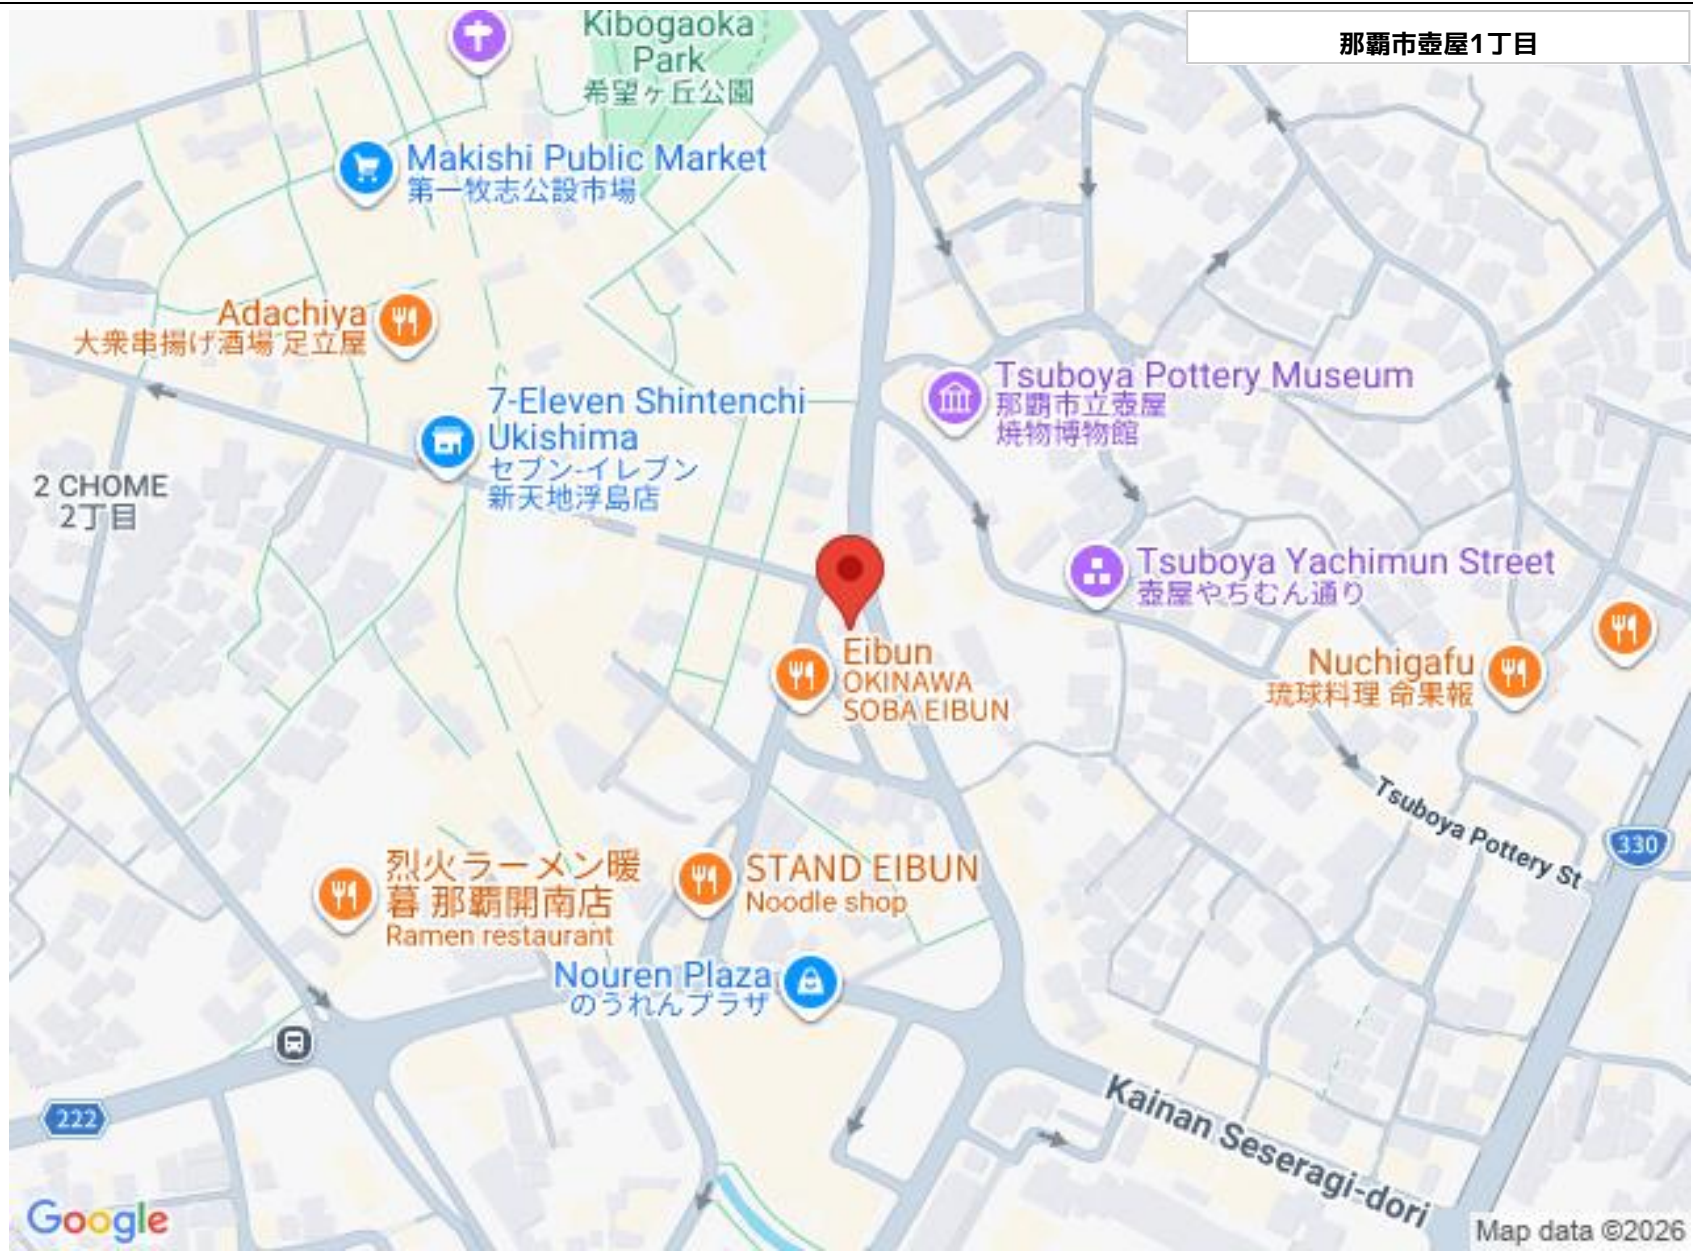 那覇市壺屋1丁目
Kibogaoka
Park
希望ヶ丘公園
Makishi Public Market
第一牧志公設市場
Adachiya
大衆串揚げ酒場 足立屋
7-Eleven Shintenchi
Ukishima
セブン-イレブン
新天地浮島店
Tsuboya Pottery Museum
那覇市立壺屋
焼物博物館
2 CHOME
2丁目
Tsuboya Yachimun Street
壺屋やちむん通り
Eibun
OKINAWA
SOBA EIBUN
Nuchigafu
琉球料理 命果報
Tsuboya Pottery St
330
烈火ラーメン暖
暮 那覇開南店
Ramen restaurant
STAND EIBUN
Noodle shop
Nouren Plaza
のうれんプラザ
222
Kainan Seseragi-dori
Google
Map data ©2026